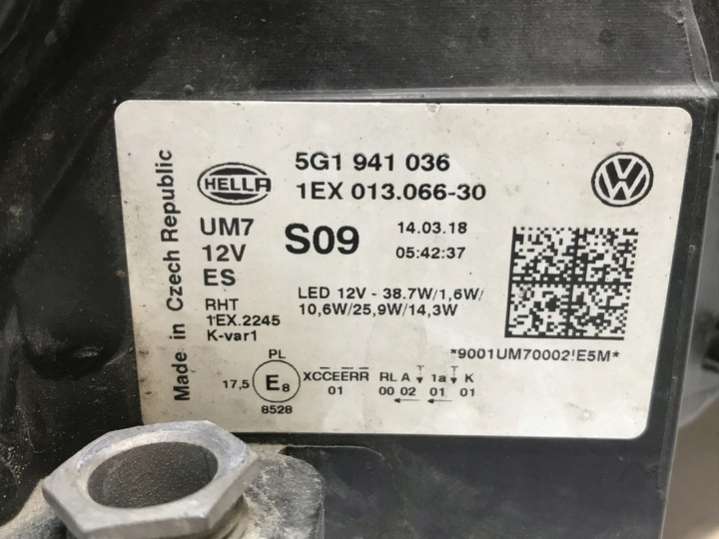 Made in Czech Republic
HELLA
5G1 941 036
1EX 013.066-30
VW
UM7
12V
ES
S09
14.03.18
05:42:37
RHT
1EX.2245
K-var1
LED 12V - 38.7W/1,6W/
10,6W/25,9W/14,3W
*9001UM70002!E5M*
PL
17,5 E8 XCCEERR RL A 1a K
8528 01 00 02 01 01